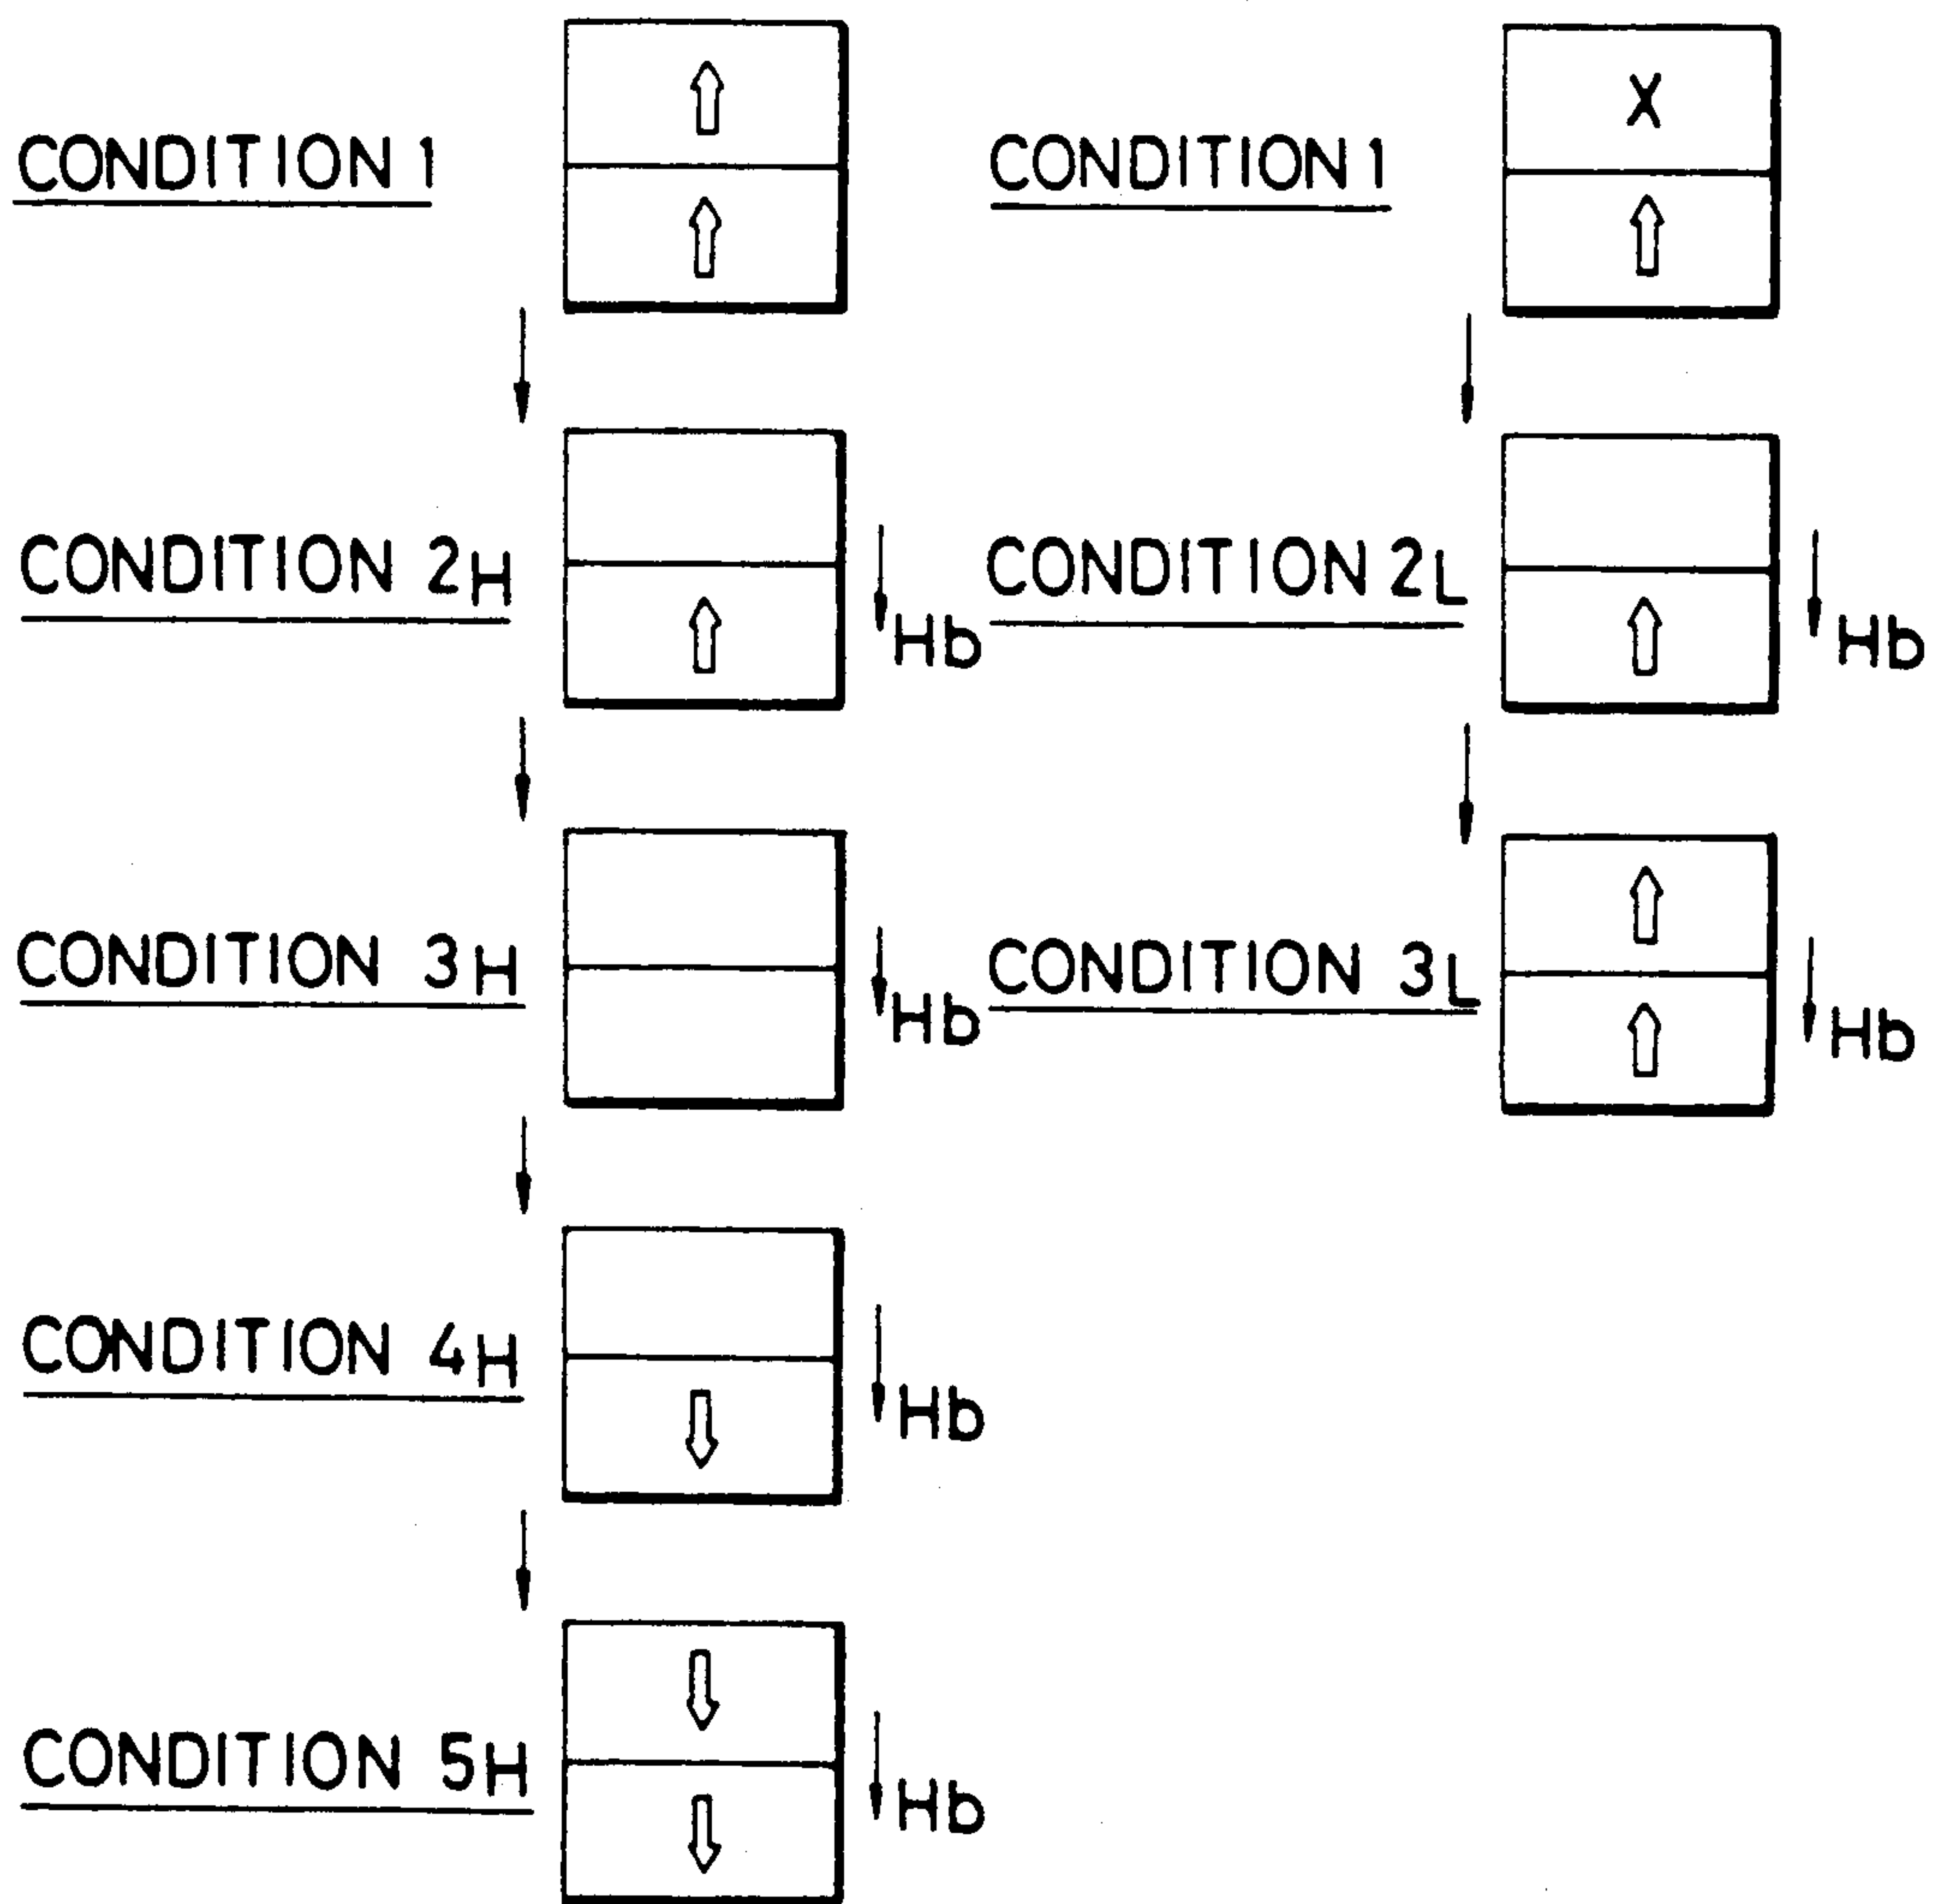 CONDITION 1
CONDITION 1
X
CONDITION 2H
Hb
CONDITION 2L
Hb
CONDITION 3H
Hb
CONDITION 3L
Hb
CONDITION 4H
Hb
CONDITION 5H
Hb